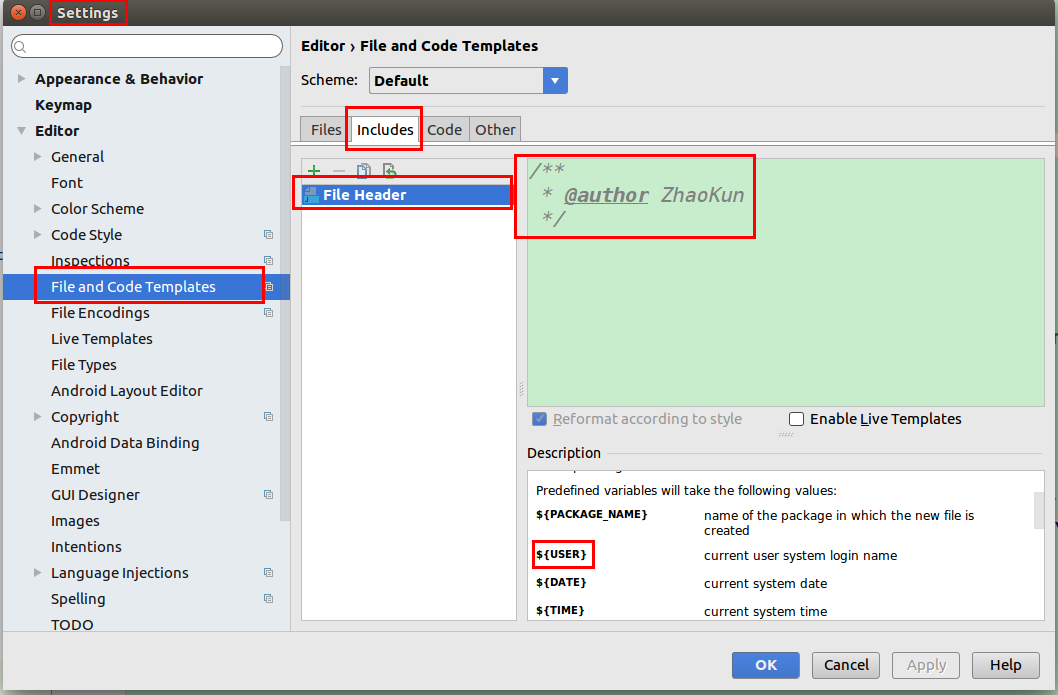 Settings
Appearance & Behavior
Keymap
Editor
General
Font
Color Scheme
Code Style
Inspections
File and Code Templates
File Encodings
Live Templates
File Types
Android Layout Editor
Copyright
Android Data Binding
Emmet
GUI Designer
Images
Intentions
Language Injections
Spelling
TODO
Editor › File and Code Templates
Scheme: Default
Files Includes Code Other
File Header
/**
* @author ZhaoKun
*/
Reformat according to style Enable Live Templates
Description
Predefined variables will take the following values:
${PACKAGE_NAME} name of the package in which the new file is
created
${USER} current user system login name
${DATE} current system date
${TIME} current system time
OK Cancel Apply Help